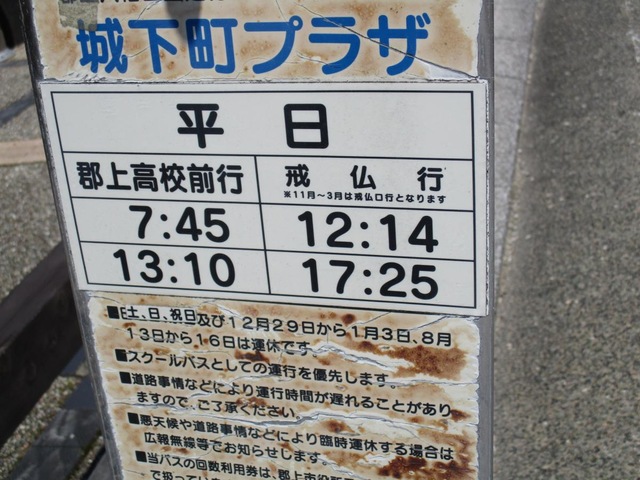 城下町プラザ
平日
郡上高校前行 戒仏行
※11月～3月は戒仏口行となります
7:45 12:14
13:10 17:25
■土、日、祝日及び12月29日から1月3日、8月
13日から16日は運休です。
■スクールバスとしての運行を優先します。
■道路事情などにより運行時間が遅れることがあり
ますので、ご了承ください。
■悪天候や道路事情などにより臨時運休する場合は
広報無線等でお知らせします。
■当バスの回数利用券は、郡上市役所
で扱ってい